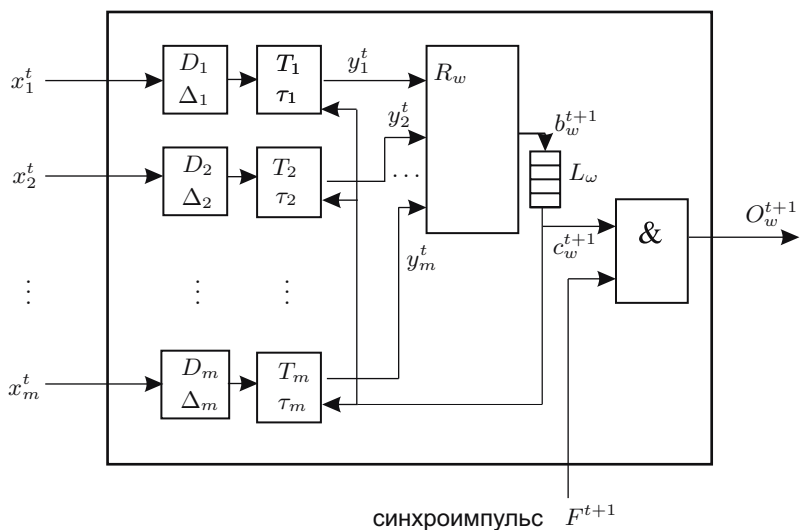 x_1^t D_1 Δ_1 T_1 τ_1 y_1^t R_w
y_2^t b_w^{t+1}
x_2^t D_2 Δ_2 T_2 τ_2 ... L_ω
y_m^t c_w^{t+1} & O_w^{t+1}
⋮ ⋮ ⋮
x_m^t D_m Δ_m T_m τ_m
синхроимпульс F^{t+1}